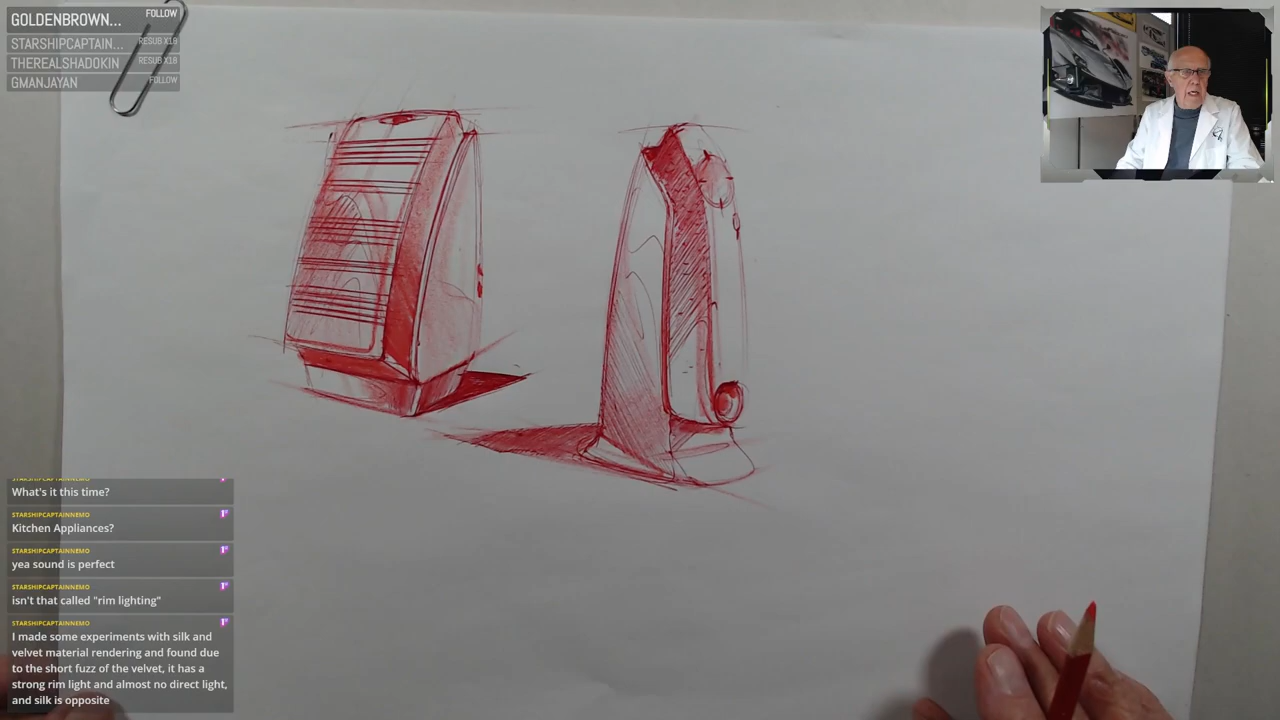 GOLDENBROWN... FOLLOW
STARSHIPCAPTAIN... RESUB X18
THEREALSHADOKIN RESUB X18
GMANJAYAN FOLLOW
STARSHIPCAPTAINNEMO
What's it this time?
STARSHIPCAPTAINNEMO
Kitchen Appliances?
STARSHIPCAPTAINNEMO
yea sound is perfect
STARSHIPCAPTAINNEMO
isn't that called "rim lighting"
STARSHIPCAPTAINNEMO
I made some experiments with silk and
velvet material rendering and found due
to the short fuzz of the velvet, it has a
strong rim light and almost no direct light,
and silk is opposite